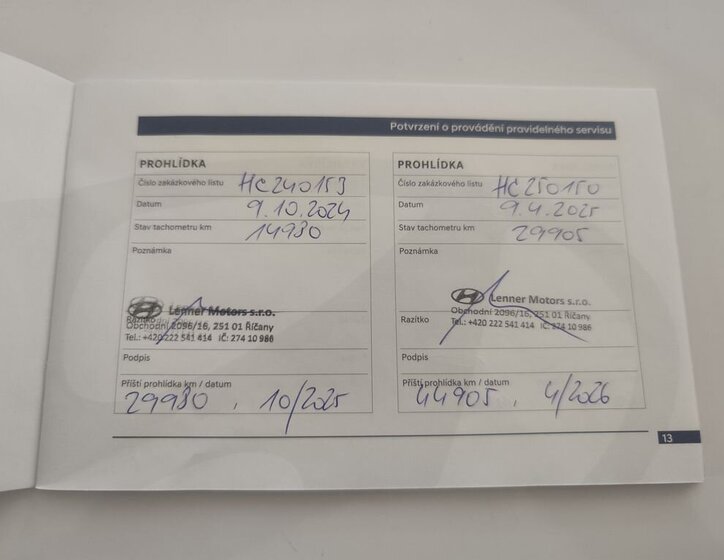 Potvrzení o provádění pravidelného servisu
PROHLÍDKA
Číslo zakázkového listu HC240153
Datum 9.10.2024
Stav tachometru km 14980
Poznámka
Lenner Motors s.r.o.
Razítko
Obchodní 2096/16, 251 01 Říčany
Tel.: +420 222 541 414 IČ: 274 10 986
Podpis
Příští prohlídka km / datum
29980, 10/2025
PROHLÍDKA
Číslo zakázkového listu HC250150
Datum 9.4.2025
Stav tachometru km 29905
Poznámka
Lenner Motors s.r.o.
Obchodní 2096/16, 251 01 Říčany
Razítko Tel.: +420 222 541 414 IČ: 274 10 986
Podpis
Příští prohlídka km / datum
44905, 4/2026
13